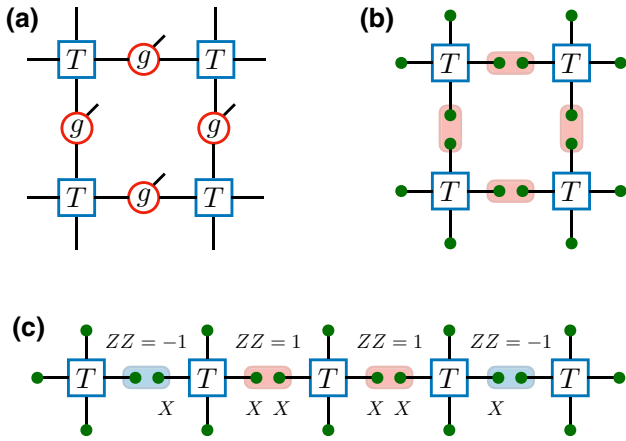 (a)
(b)
T g T T T
g g
T g T T T
(c)
ZZ = −1 ZZ = 1 ZZ = 1 ZZ = −1
T T T T T
X X X X X X